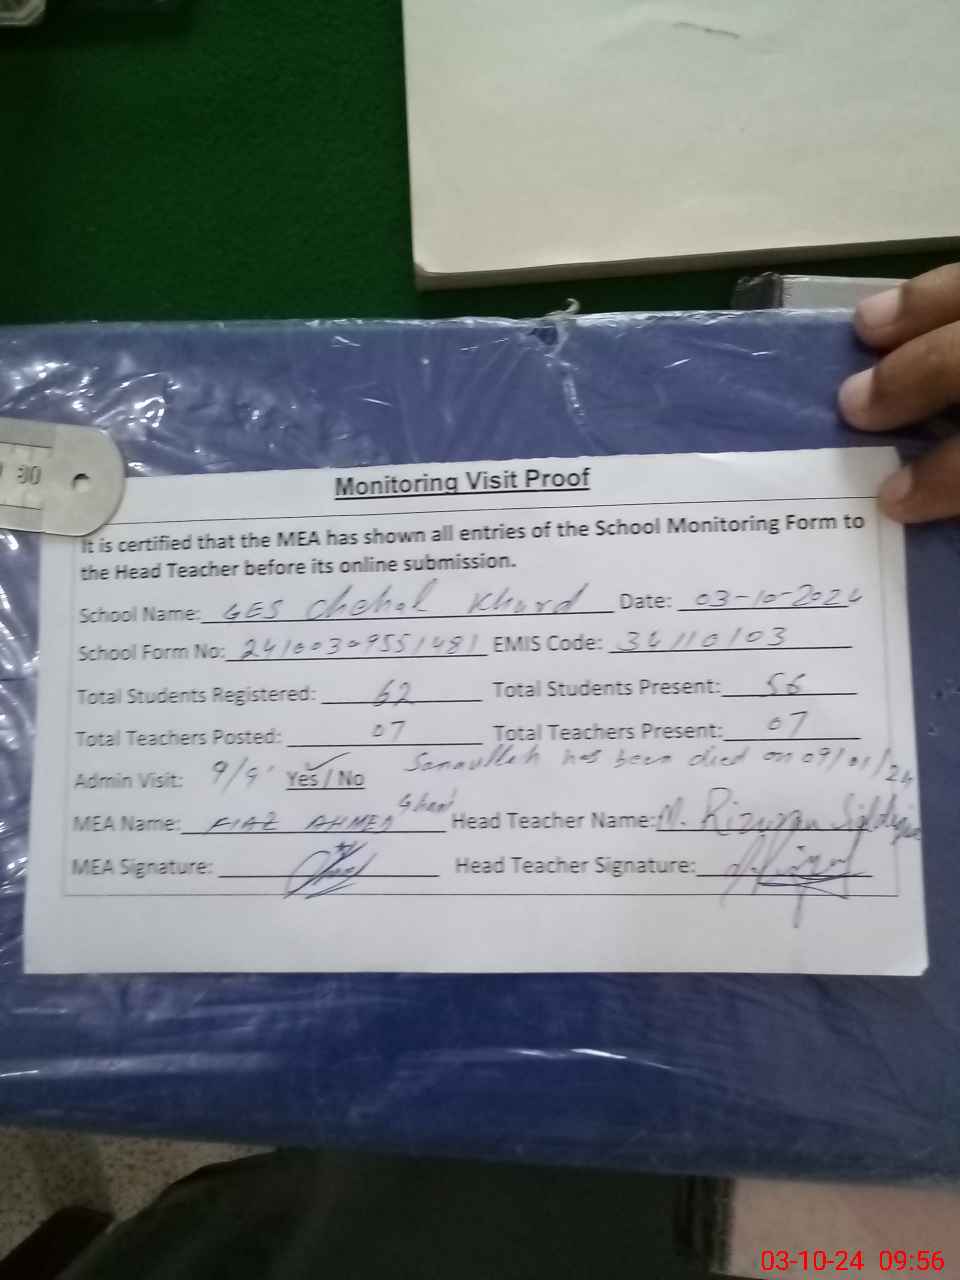 30
Monitoring Visit Proof
It is certified that the MEA has shown all entries of the School Monitoring Form to
the Head Teacher before its online submission.
School Name: GES Chehal Khurd Date: 03-10-2024
School Form No: 24100309551481 EMIS Code: 34110103
Total Students Registered: 62 Total Students Present: 56
Total Teachers Posted: 07 Total Teachers Present: 07
Admin Visit: 9/9 Yes / No Sanaullah has been died on 09/01/24
MEA Name: FIAZ AHMED Ghani Head Teacher Name: M. Rizwan Siddique
MEA Signature: Head Teacher Signature:
03-10-24 09:56